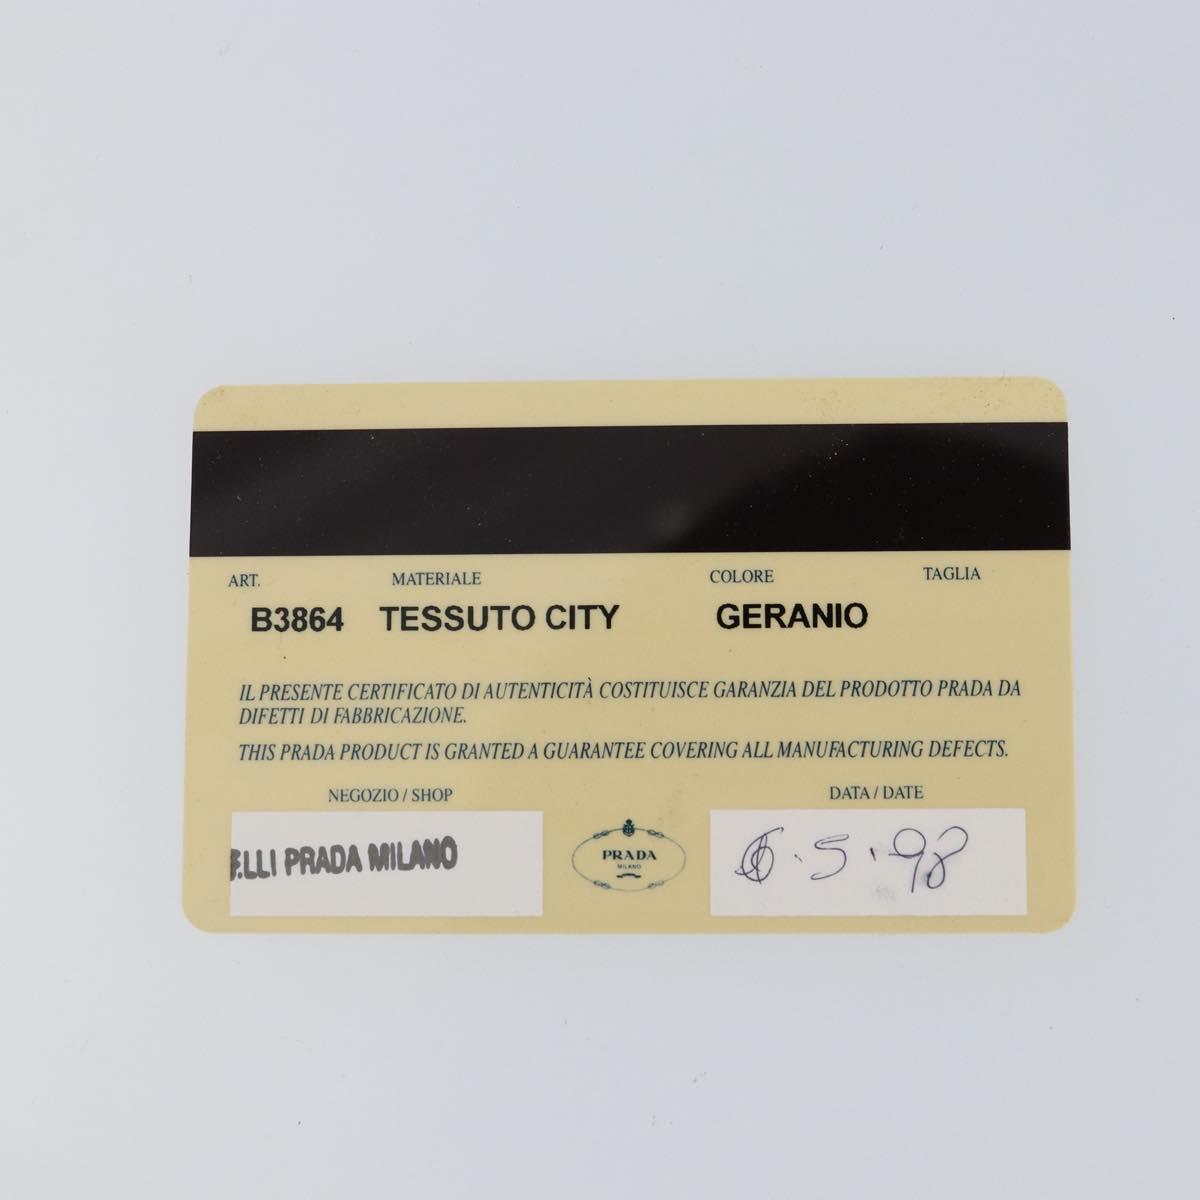 ART. MATERIALE COLORE TAGLIA
B3864 TESSUTO CITY GERANIO
IL PRESENTE CERTIFICATO DI AUTENTICITÀ COSTITUISCE GARANZIA DEL PRODOTTO PRADA DA
DIFETTI DI FABBRICAZIONE.
THIS PRADA PRODUCT IS GRANTED A GUARANTEE COVERING ALL MANUFACTURING DEFECTS.
NEGOZIO / SHOP DATA / DATE
F.LLI PRADA MILANO
PRADA
MILANO
5.98